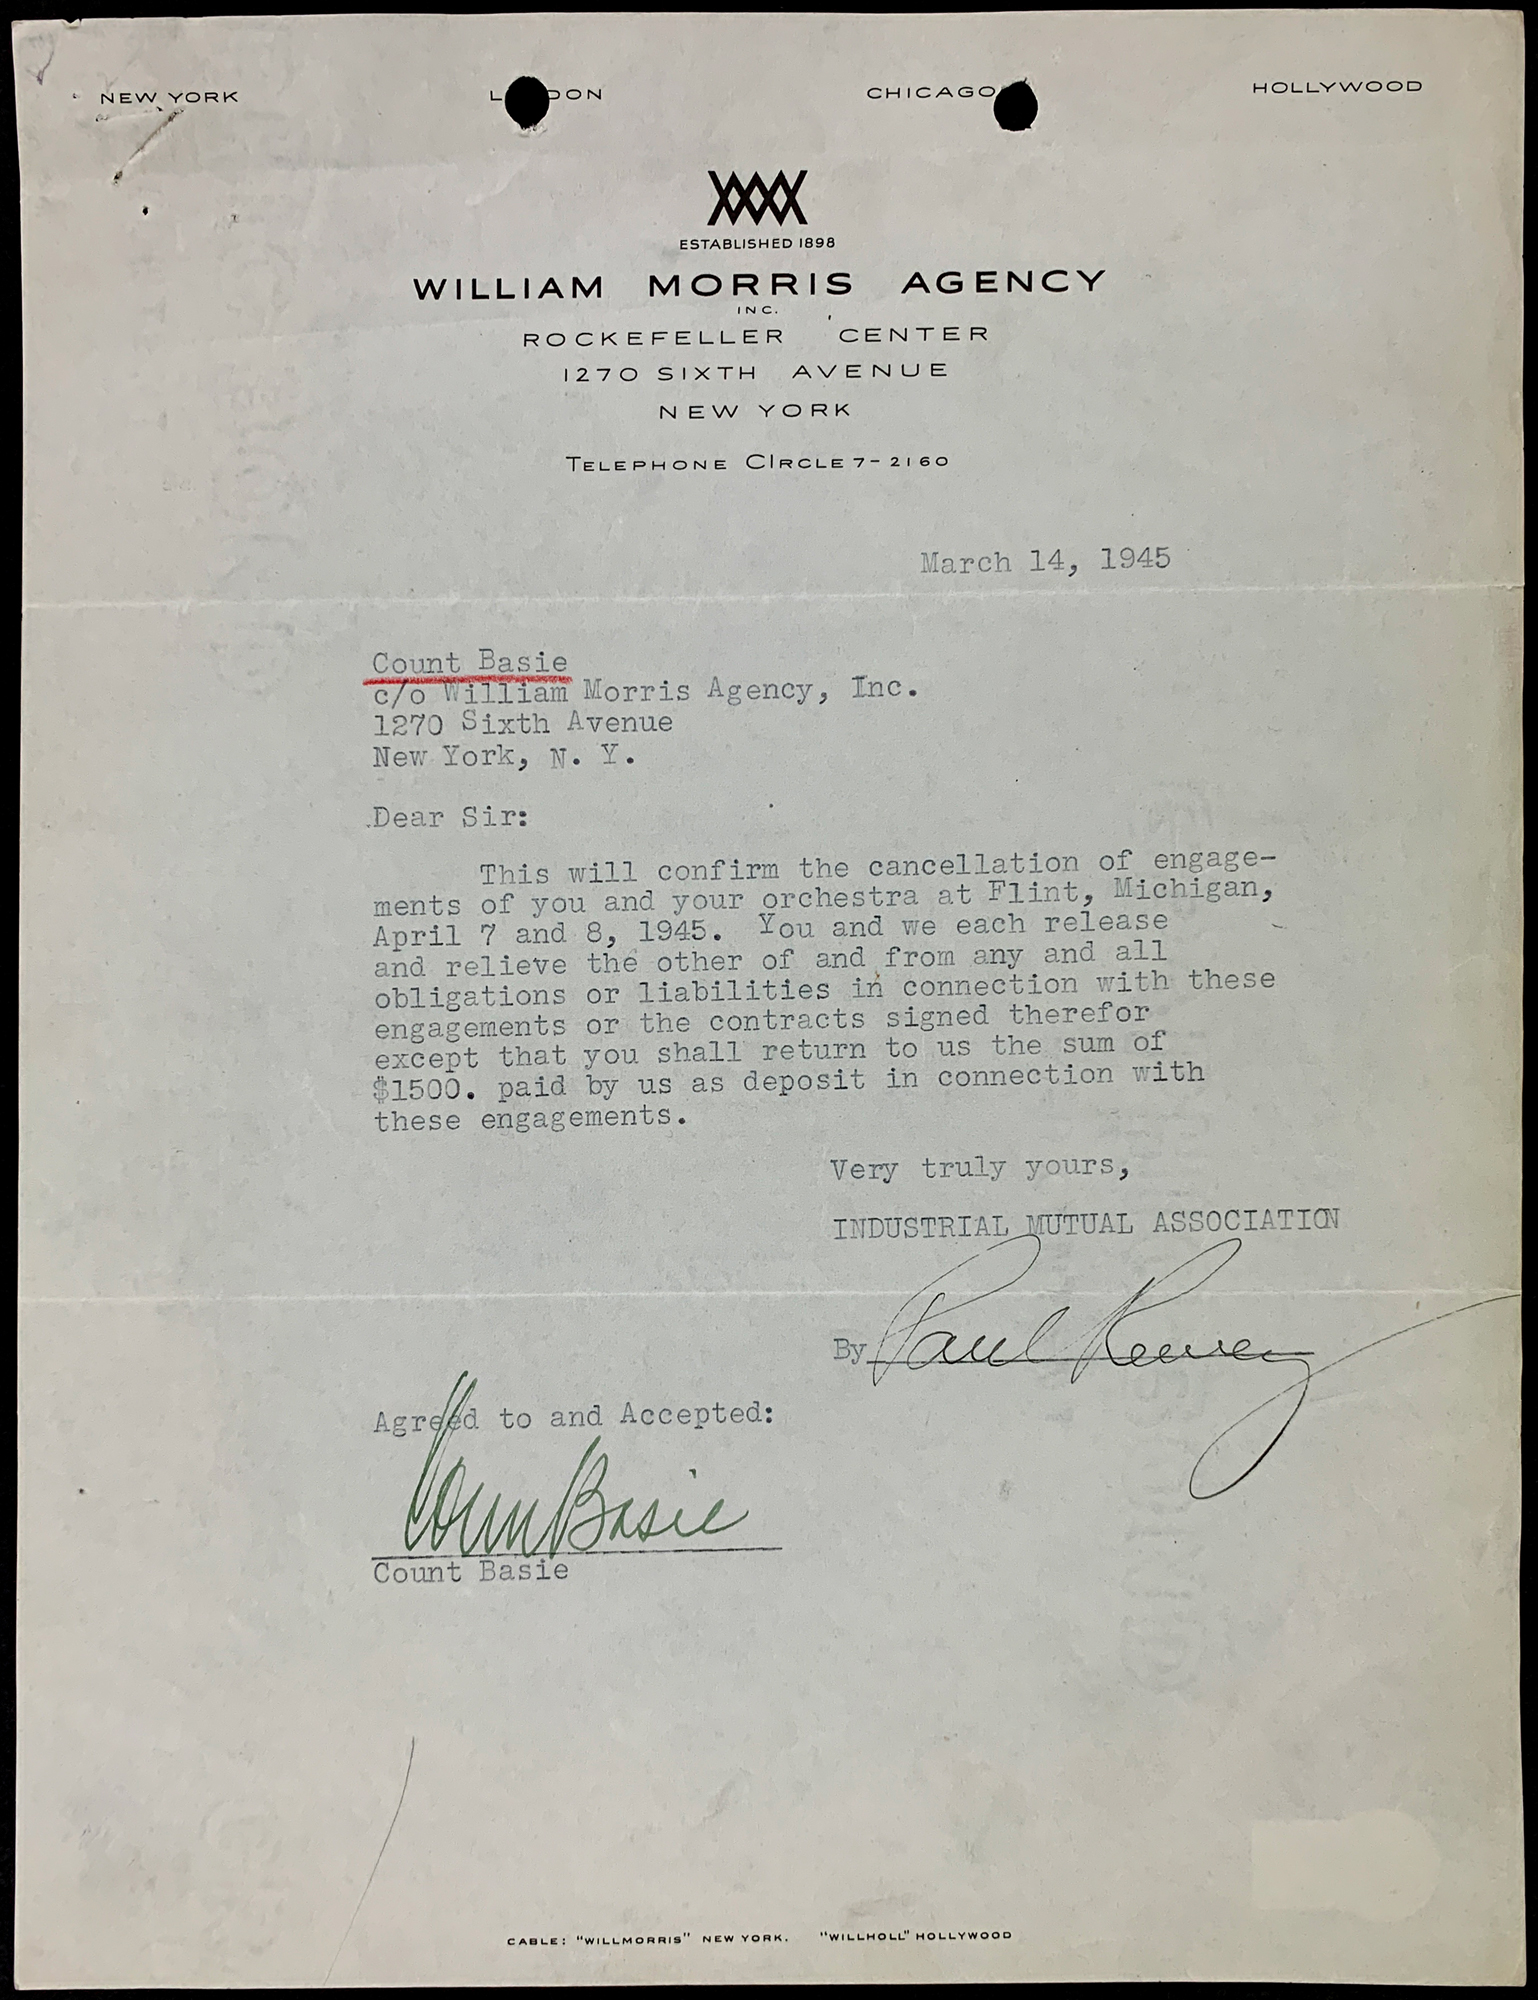 NEW YORK L DON CHICAGO HOLLYWOOD
ESTABLISHED 1898
WILLIAM MORRIS AGENCY
INC.
ROCKEFELLER CENTER
1270 SIXTH AVENUE
NEW YORK
TELEPHONE CIRCLE 7-2160
March 14, 1945
Count Basie
c/o William Morris Agency, Inc.
1270 Sixth Avenue
New York, N. Y.
Dear Sir:
This will confirm the cancellation of engage-
ments of you and your orchestra at Flint, Michigan,
April 7 and 8, 1945. You and we each release
and relieve the other of and from any and all
obligations or liabilities in connection with these
engagements or the contracts signed therefor
except that you shall return to us the sum of
$1500. paid by us as deposit in connection with
these engagements.
Very truly yours,
INDUSTRIAL MUTUAL ASSOCIATION
By Paul
Agreed to and Accepted:
Count Basie
Count Basie
CABLE: "WILLMORRIS" NEW YORK. "WILLHOLL" HOLLYWOOD